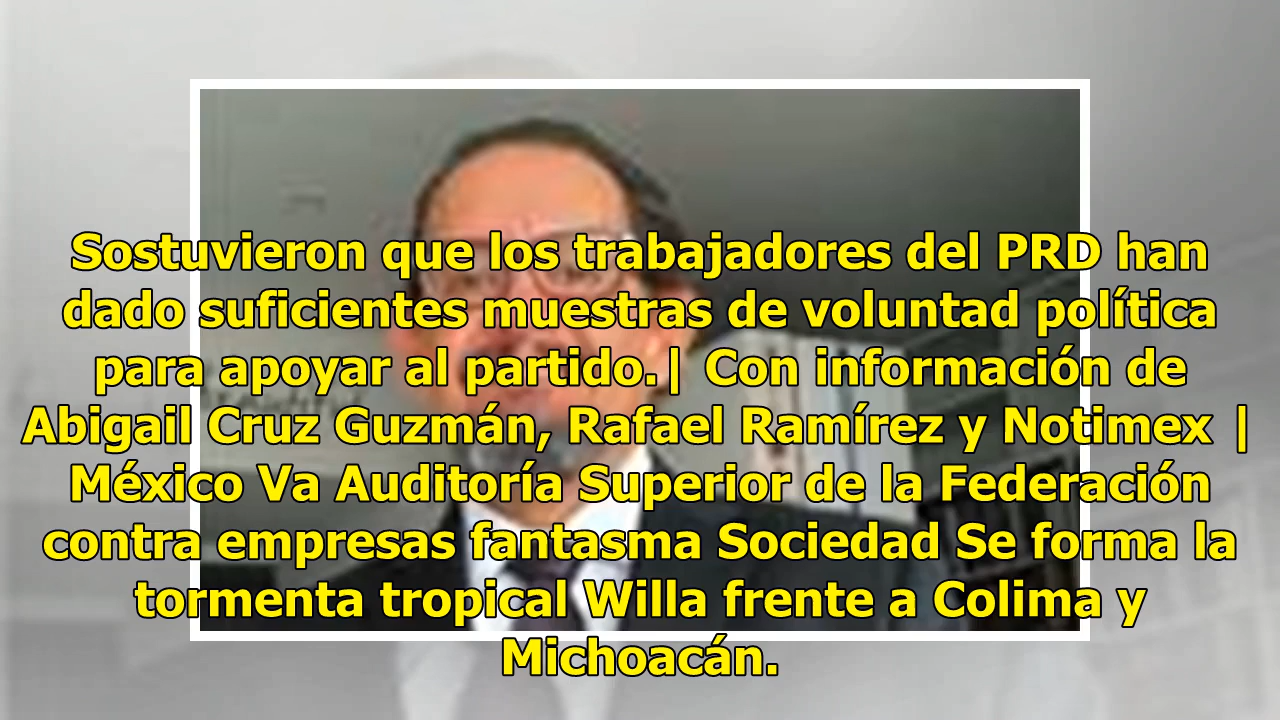 Sostuvieron que los trabajadores del PRD han
dado suficientes muestras de voluntad política
para apoyar al partido.| Con información de
Abigail Cruz Guzmán, Rafael Ramírez y Notimex |
México Va Auditoría Superior de la Federación
contra empresas fantasma Sociedad Se forma la
tormenta tropical Willa frente a Colima y
Michoacán.